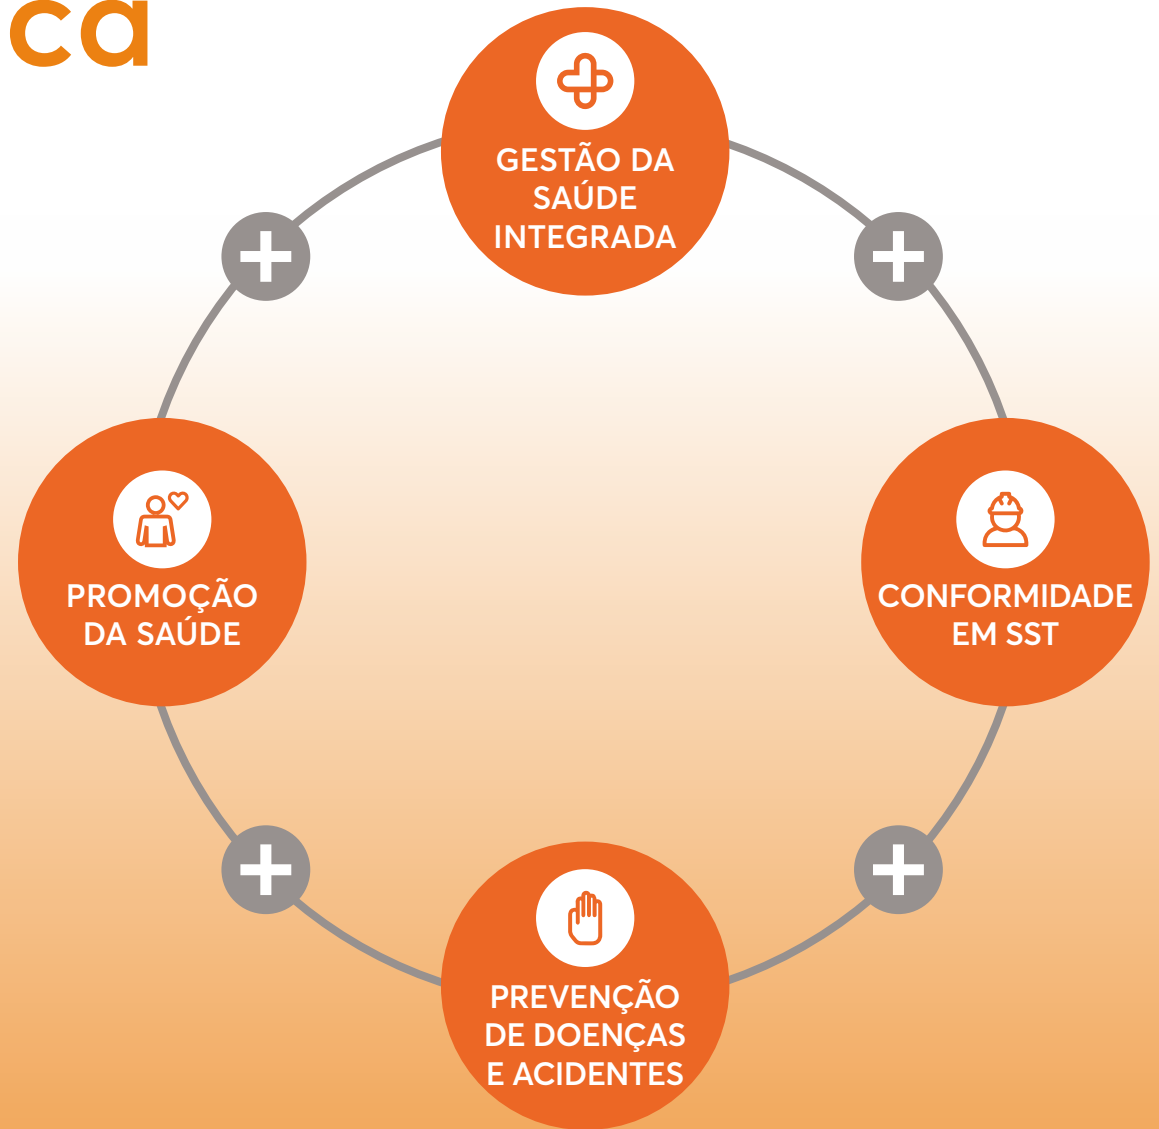 ca
GESTÃO DA
SAÚDE
INTEGRADA
PROMOÇÃO
DA SAÚDE
CONFORMIDADE
EM SST
PREVENÇÃO
DE DOENÇAS
E ACIDENTES